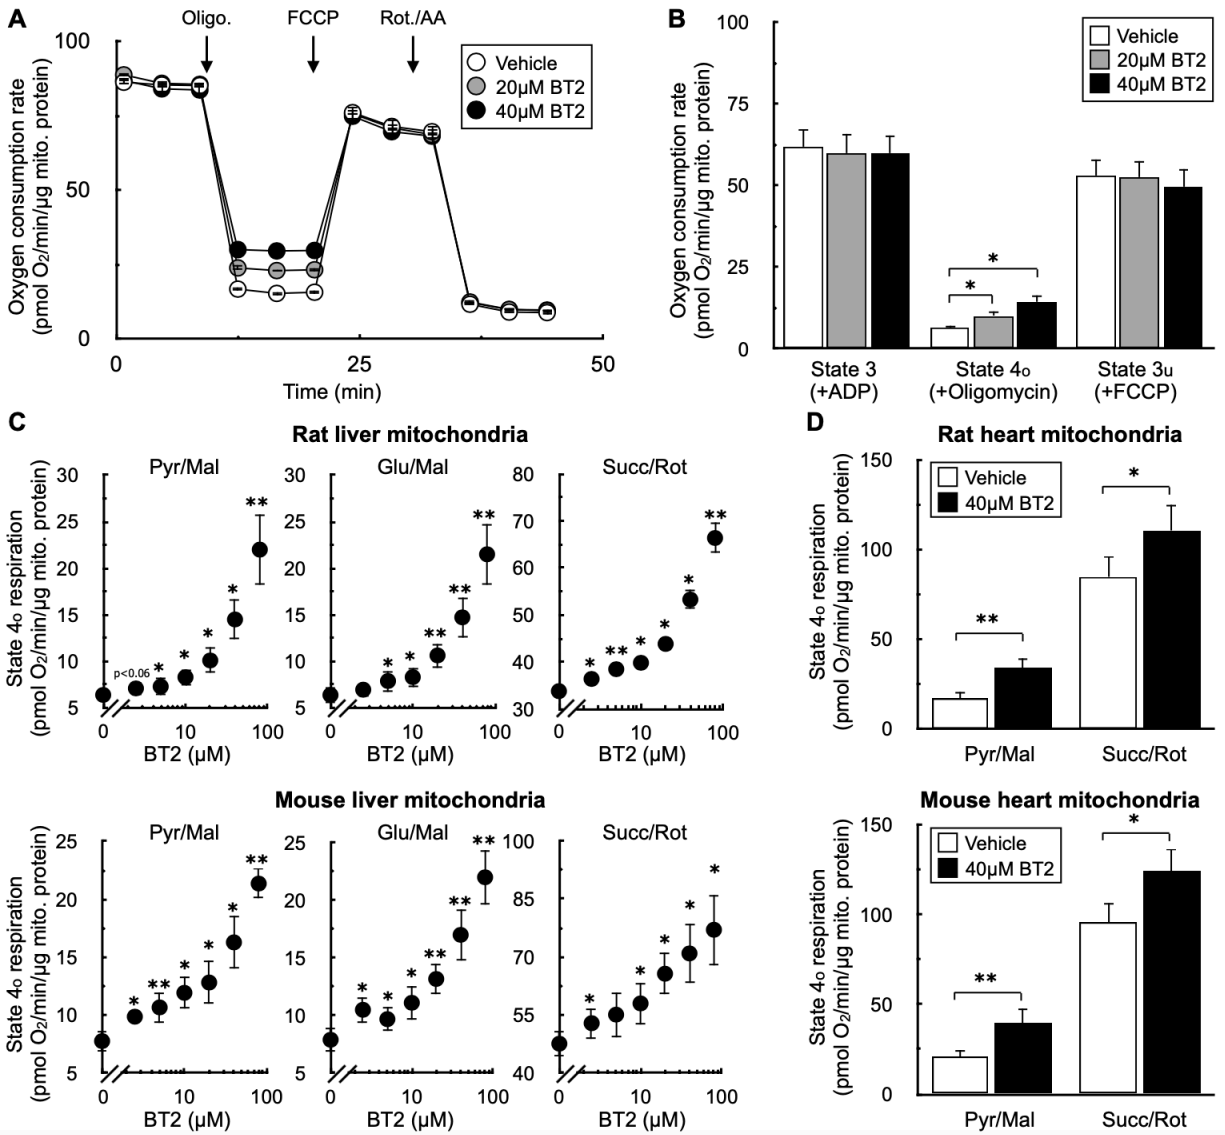 A
Oligo.
FCCP
Rot./AA
Vehicle
20µM BT2
40µM BT2
Oxygen consumption rate
(pmol O₂/min/µg mito. protein)
100
50
0
0
25
50
Time (min)
B
Vehicle
20µM BT2
40µM BT2
Oxygen consumption rate
(pmol O₂/min/µg mito. protein)
100
75
50
25
0
*
*
State 3
(+ADP)
State 4o
(+Oligomycin)
State 3u
(+FCCP)
C
Rat liver mitochondria
State 4o respiration
(pmol O₂/min/µg mito. protein)
Pyr/Mal
30
25
20
15
10
5
p<0.06
*
*
*
*
**
0
10
100
BT2 (µM)
Glu/Mal
30
25
20
15
10
5
*
*
**
**
**
0
10
100
BT2 (µM)
Succ/Rot
80
70
60
50
40
30
*
**
*
*
*
**
0
10
100
BT2 (µM)
Mouse liver mitochondria
State 4o respiration
(pmol O₂/min/µg mito. protein)
Pyr/Mal
25
20
15
10
5
*
**
*
*
*
**
0
10
100
BT2 (µM)
Glu/Mal
25
20
15
10
5
*
*
*
**
**
**
0
10
100
BT2 (µM)
Succ/Rot
100
85
70
55
40
*
*
*
*
*
0
10
100
BT2 (µM)
D
Rat heart mitochondria
State 4o respiration
(pmol O₂/min/µg mito. protein)
150
100
50
0
Vehicle
40µM BT2
**
*
Pyr/Mal
Succ/Rot
Mouse heart mitochondria
State 4o respiration
(pmol O₂/min/µg mito. protein)
150
100
50
0
Vehicle
40µM BT2
**
*
Pyr/Mal
Succ/Rot